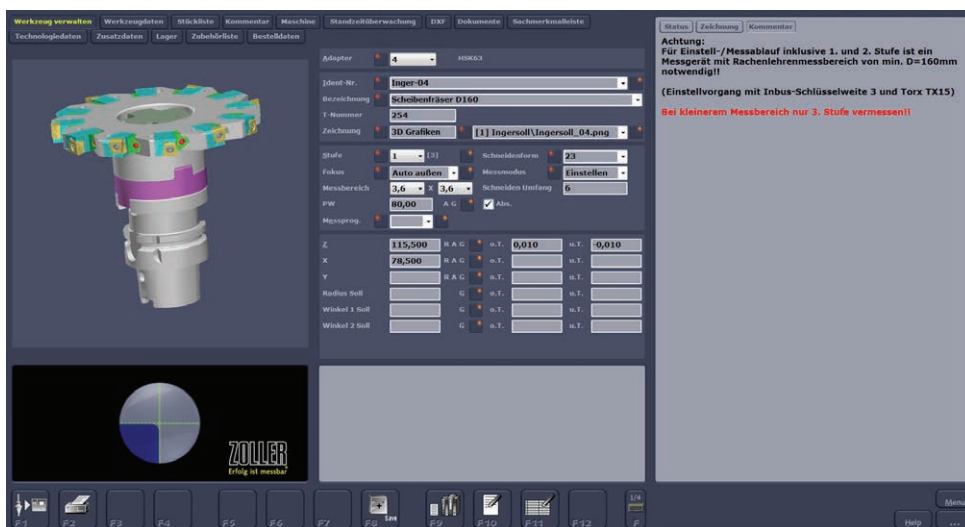 Werkzeug verwalten Werkzeugdaten Stückliste Kommentar Maschine Standzeitüberwachung DXF Dokumente Sachmerkmalleiste
Technologiedaten Zusatzdaten Lager Zubehörliste Bestelldaten
Adapter 4 HSK63
Ident-Nr. Inger-04
Bezeichnung Scheibenfräser D160
T-Nummer 254
Zeichnung 3D Grafiken [1] Ingersoll\Ingersoll_04.png
Stufe 1 [3] Schneidenform 23
Fokus Auto außen Messmodus Einstellen
Messbereich 3,6 X 3,6 Schneiden Umfang 6
PW 80,00 A G Abs.
Messprog.
Z 115,500 R A G o.T. 0,010 u.T. -0,010
X 78,500 R A G o.T. u.T.
Y R A G o.T. u.T.
Radius Soll G o.T. u.T.
Winkel 1 Soll G o.T. u.T.
Winkel 2 Soll G o.T. u.T.
Status Zeichnung Kommentar
Achtung:
Für Einstell-/Messablauf inklusive 1. und 2. Stufe ist ein
Messgerät mit Rachenlehrenmessbereich von min. D=160mm
notwendig!!
(Einstellvorgang mit Inbus-Schlüsselweite 3 und Torx TX15)
Bei kleinerem Messbereich nur 3. Stufe vermessen!!
ZOLLER
Erfolg ist messbar
F1 F2 F3 F4 F5 F6 F7 F8 Save F9 F10 F11 F12 1/4 F
Menu
Help ...